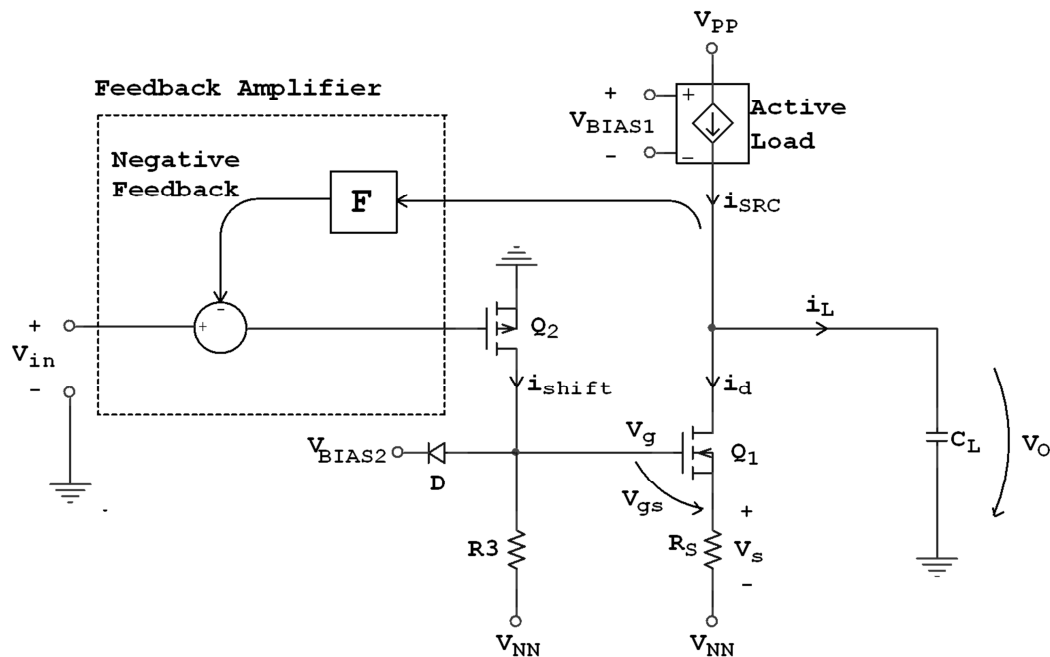 V_PP
Feedback Amplifier
+
+
V_BIAS1
-
-
Active
Load
Negative
Feedback
F
i_SRC
-
+
+
V_in
-
Q_2
i_shift
i_L
i_d
V_g
V_BIAS2
D
Q_1
V_gs
C_L
V_O
R3
R_S
+
V_s
-
V_NN
V_NN